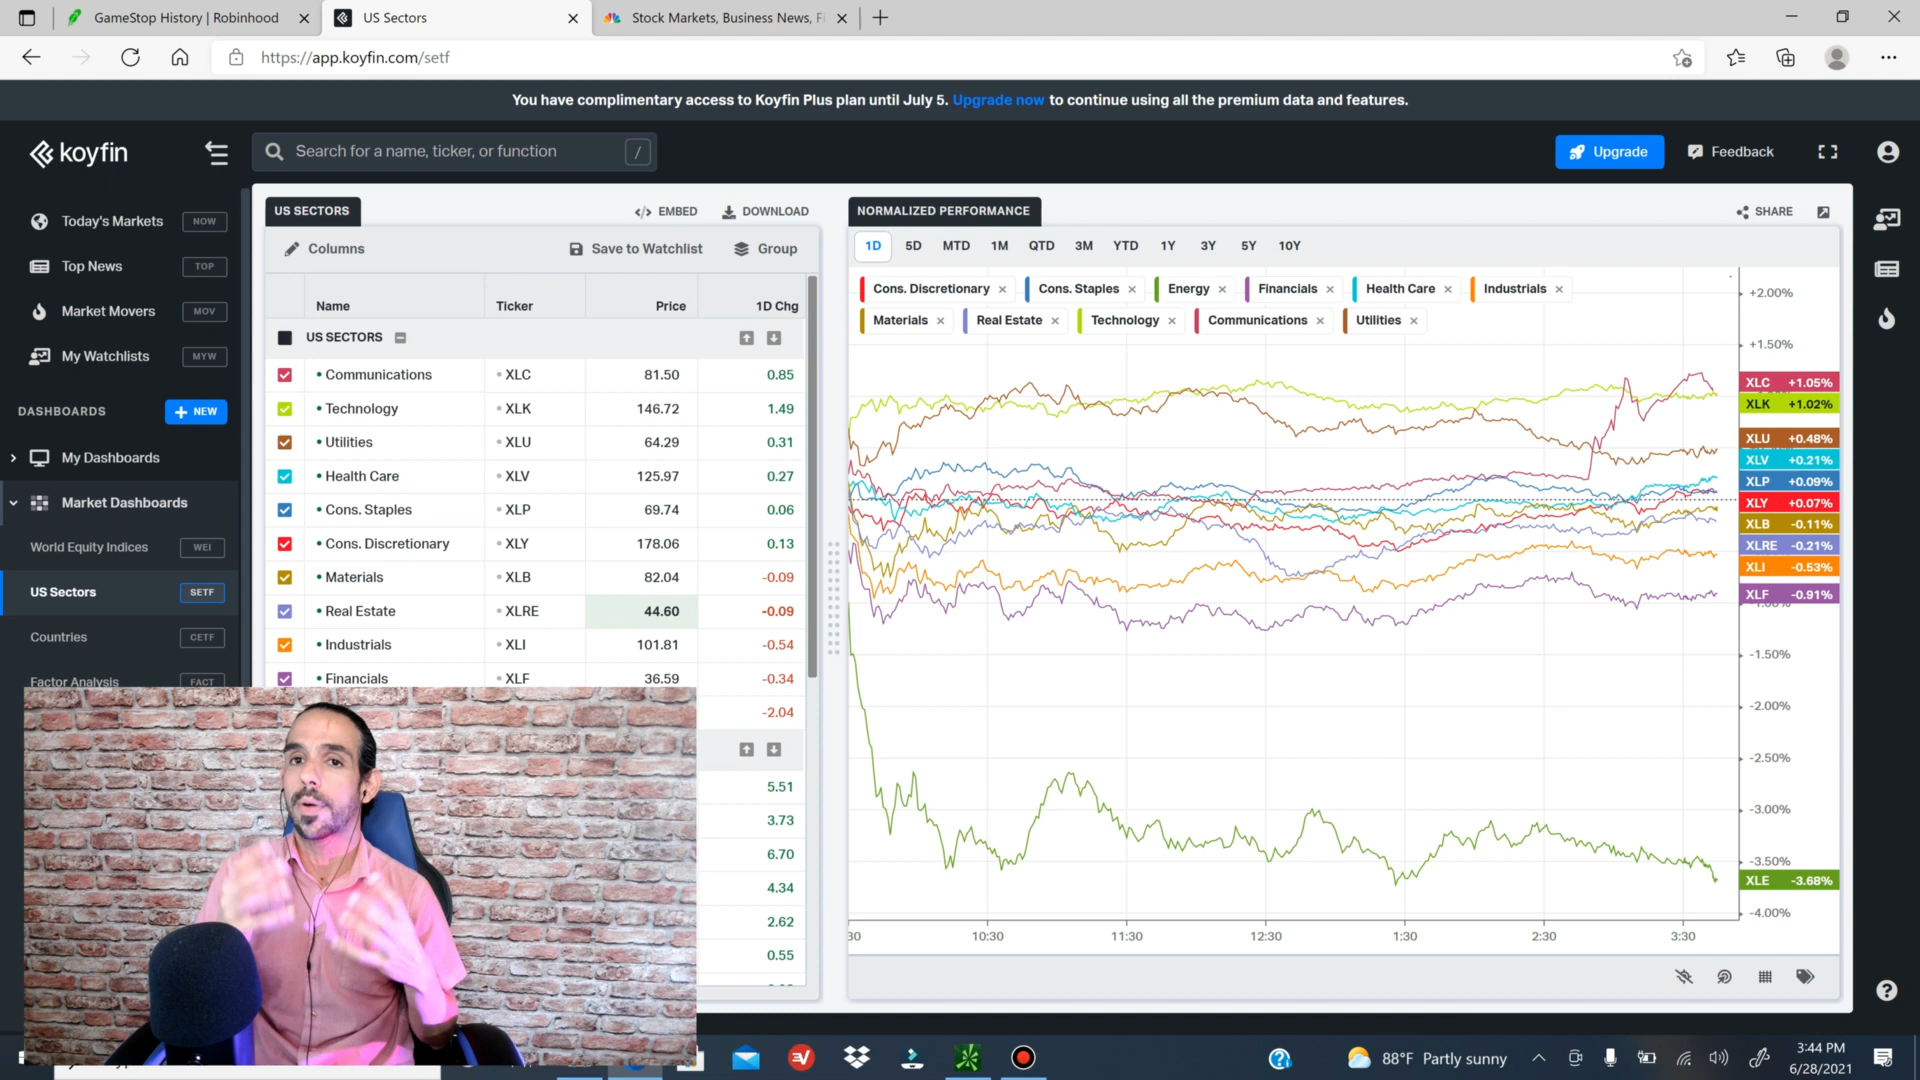 GameStop History | Robinhood
US Sectors
Stock Markets, Business News, Fi
https://app.koyfin.com/setf
You have complimentary access to Koyfin Plus plan until July 5. Upgrade now to continue using all the premium data and features.
koyfin
Search for a name, ticker, or function /
Upgrade
Feedback
Today's Markets NOW
Top News TOP
Market Movers MOV
My Watchlists MYW
DASHBOARDS + NEW
My Dashboards
Market Dashboards
World Equity Indices WEI
US Sectors SETF
Countries CETF
Factor Analysis FACT
US SECTORS
EMBED DOWNLOAD
Columns Save to Watchlist Group
Name Ticker Price 1D Chg
US SECTORS
Communications XLC 81.50 0.85
Technology XLK 146.72 1.49
Utilities XLU 64.29 0.31
Health Care XLV 125.97 0.27
Cons. Staples XLP 69.74 0.06
Cons. Discretionary XLY 178.06 0.13
Materials XLB 82.04 -0.09
Real Estate XLRE 44.60 -0.09
Industrials XLI 101.81 -0.54
Financials XLF 36.59 -0.34
-2.04
5.51
3.73
6.70
4.34
2.62
0.55
NORMALIZED PERFORMANCE
SHARE
1D 5D MTD 1M QTD 3M YTD 1Y 3Y 5Y 10Y
Cons. Discretionary Cons. Staples Energy Financials Health Care Industrials
Materials Real Estate Technology Communications Utilities
+2.00%
+1.50%
XLC +1.05%
XLK +1.02%
XLU +0.48%
XLV +0.21%
XLP +0.09%
XLY +0.07%
XLB -0.11%
XLRE -0.21%
XLI -0.53%
XLF -0.91%
-1.00%
-1.50%
-2.00%
-2.50%
-3.00%
-3.50%
XLE -3.68%
-4.00%
30 10:30 11:30 12:30 1:30 2:30 3:30
88°F Partly sunny
3:44 PM
6/28/2021